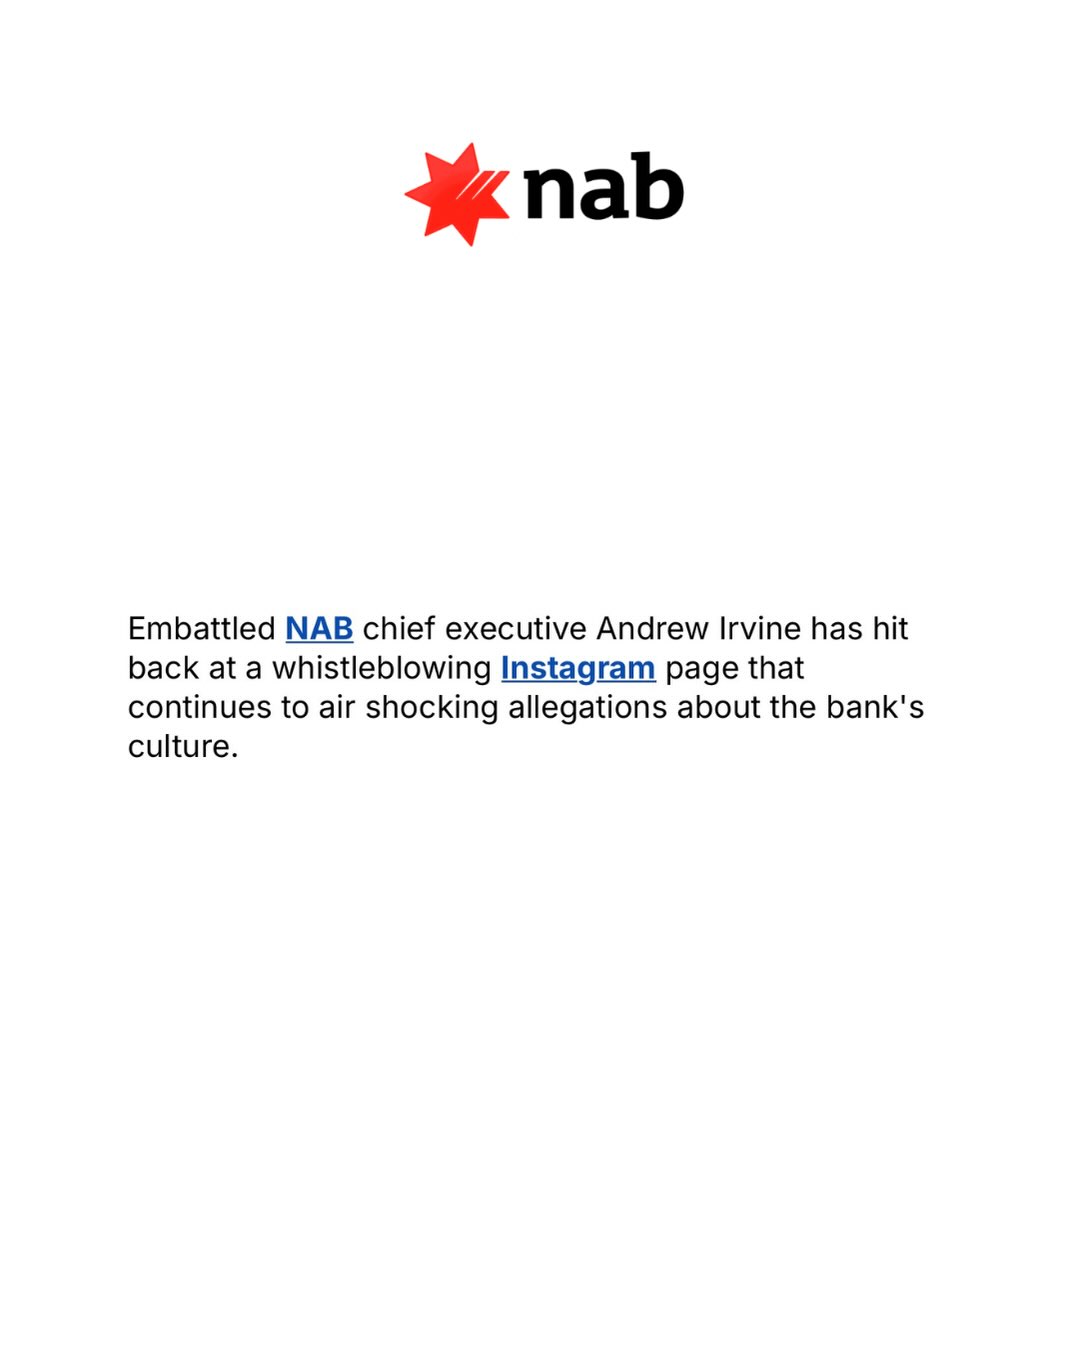 nab
Embattled NAB chief executive Andrew Irvine has hit
back at a whistleblowing Instagram page that
continues to air shocking allegations about the bank's
culture.